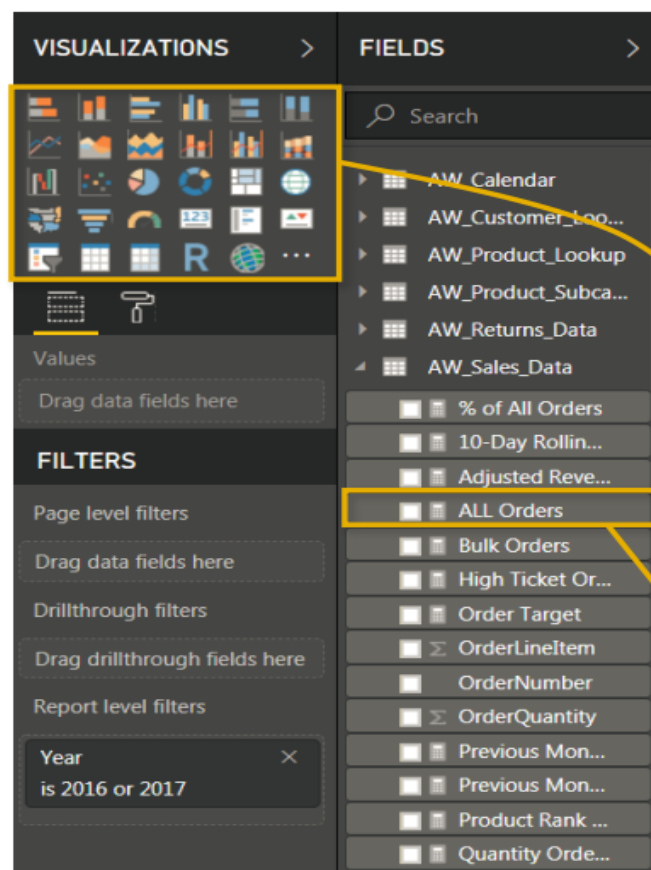 VISUALIZATIONS >
123
R
...
Values
Drag data fields here
FILTERS
Page level filters
Drag data fields here
Drillthrough filters
Drag drillthrough fields here
Report level filters
Year
is 2016 or 2017
FIELDS >
Search
AW_Calendar
AW_Customer_Loo...
AW_Product_Lookup
AW_Product_Subca...
AW_Returns_Data
AW_Sales_Data
% of All Orders
10-Day Rollin...
Adjusted Reve...
ALL Orders
Bulk Orders
High Ticket Or...
Order Target
Σ OrderLineItem
OrderNumber
Σ OrderQuantity
Previous Mon...
Previous Mon...
Product Rank ...
Quantity Orde...